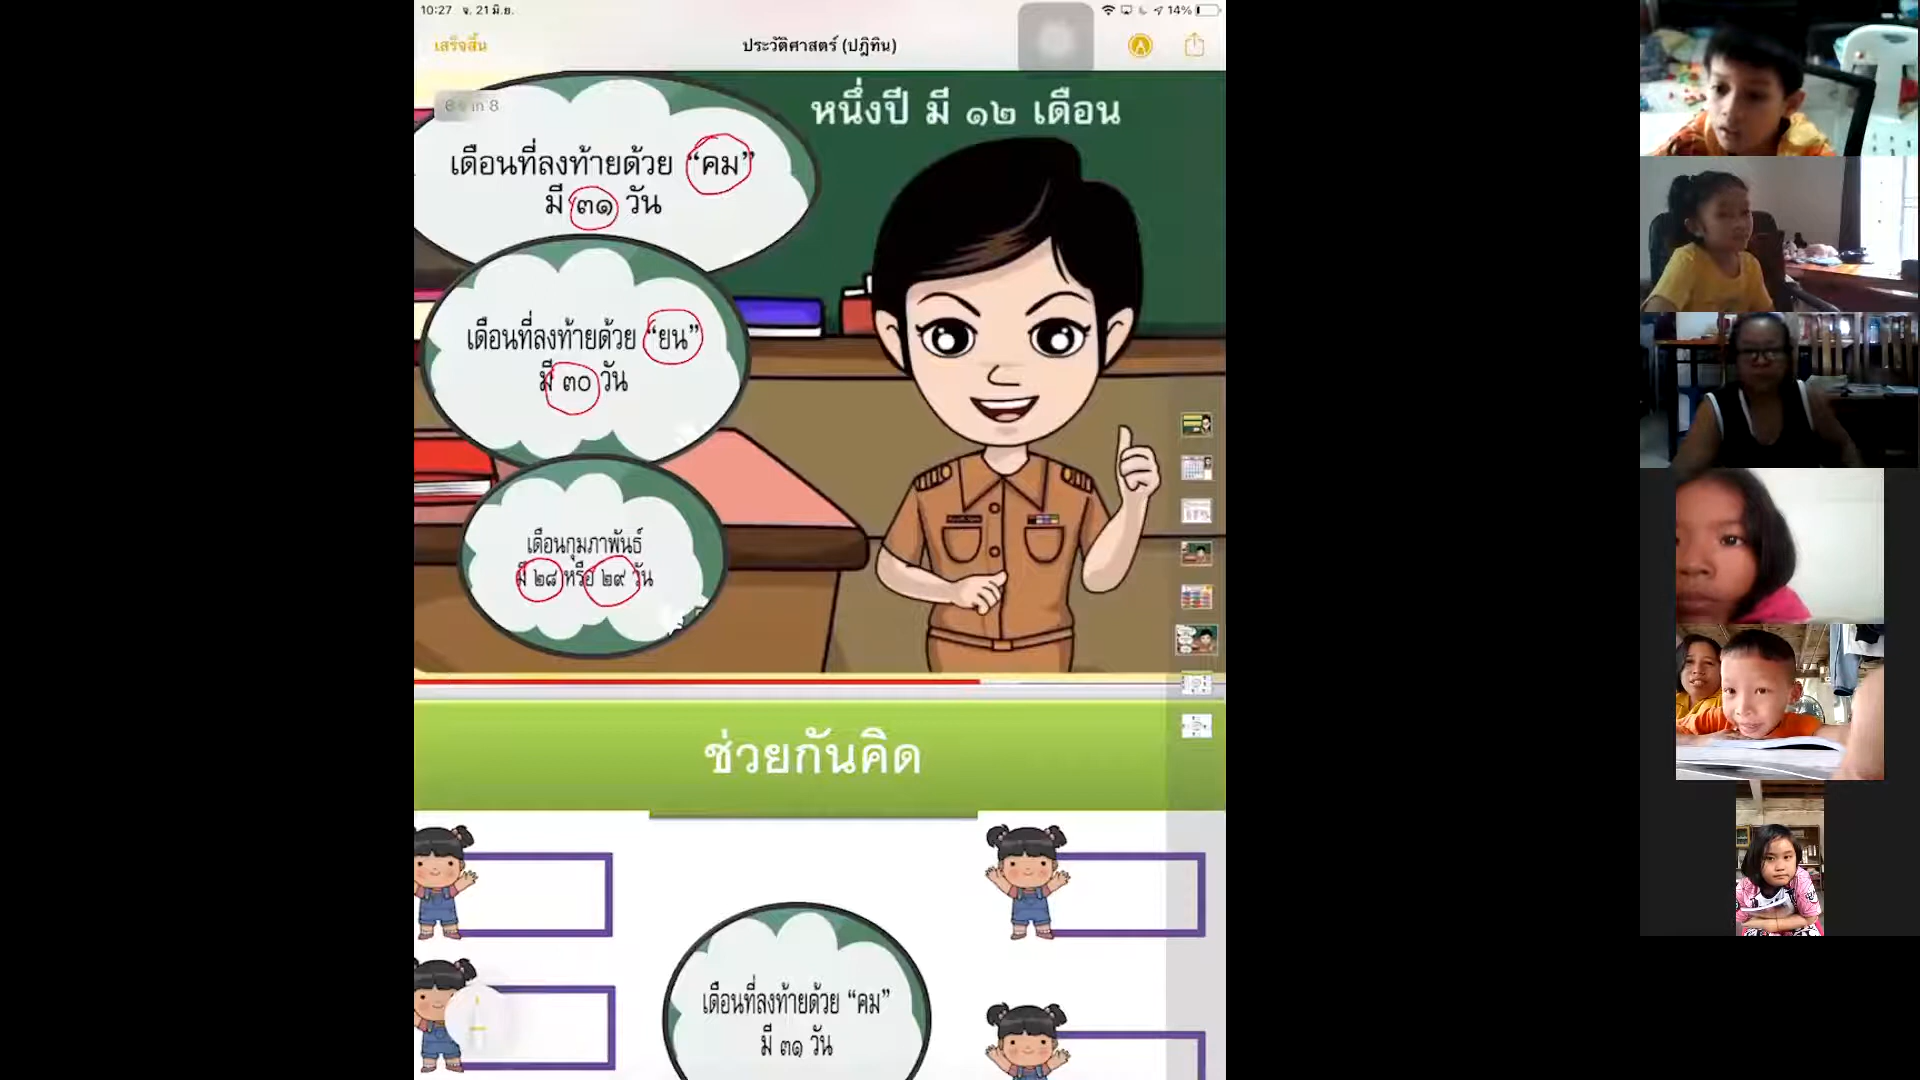 10:27 จ. 21 มิ.ย.
14%
เสร็จสิ้น
ประวัติศาสตร์ (ปฎิทิน)
หนึ่งปี มี ๑๒ เดือน
เดือนที่ลงท้ายด้วย “คม”
มี ๓๑ วัน
เดือนที่ลงท้ายด้วย “ยน”
มี ๓๐ วัน
เดือนกุมภาพันธ์
มี ๒๘ หรือ ๒๙ วัน
ช่วยกันคิด
เดือนที่ลงท้ายด้วย “คม”
มี ๓๑ วัน